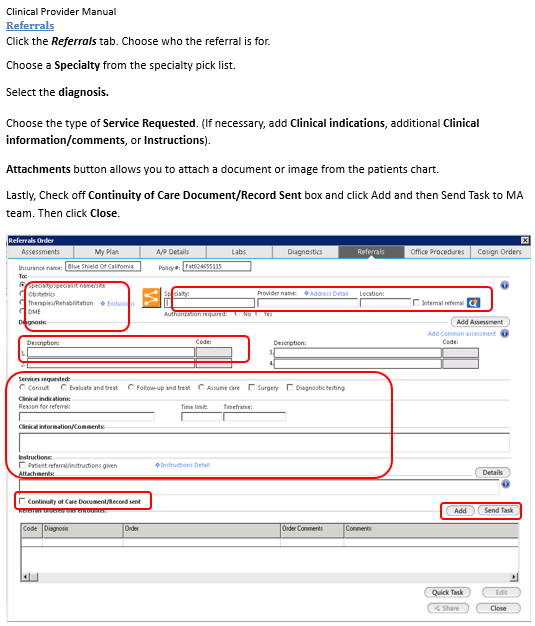 Clinical Provider Manual
Referrals
Click the Referrals tab. Choose who the referral is for.
Choose a Specialty from the specialty pick list.
Select the diagnosis.
Choose the type of Service Requested. (If necessary, add Clinical indications, additional Clinical
information/comments, or Instructions).
Attachments button allows you to attach a document or image from the patients chart.
Lastly, Check off Continuity of Care Document/Record Sent box and click Add and then Send Task to MA
team. Then click Close.
Referrals Order
Assessments My Plan A/P Details Labs Diagnostics Referrals Office Procedures Cosign Orders
Insurance name: Blue Shield Of California Policy #: Fat024655115
To:
Specialty/specialist name/site
Obstetrics Specialty: Provider name: Address Detail Location:
Therapies/Rehabilitation Exclusions Internal referral
DME Authorization required: No Yes
Diagnosis: Add Assessment
Add Common assessment
Description: Code: Description: Code:
1. 3.
2. 4.
Services requested:
Consult Evaluate and treat Follow-up and treat Assume care Surgery Diagnostic testing
Clinical indications:
Reason for referral: Time limit: Timeframe:
Clinical information/Comments:
Instructions:
Patient referral/instructions given Instructions Detail
Attachments: Details
Continuity of Care Document/Record sent
Referrals ordered this encounter: Add Send Task
Code Diagnosis Order Order Comments Comments
Quick Task Edit
Share Close